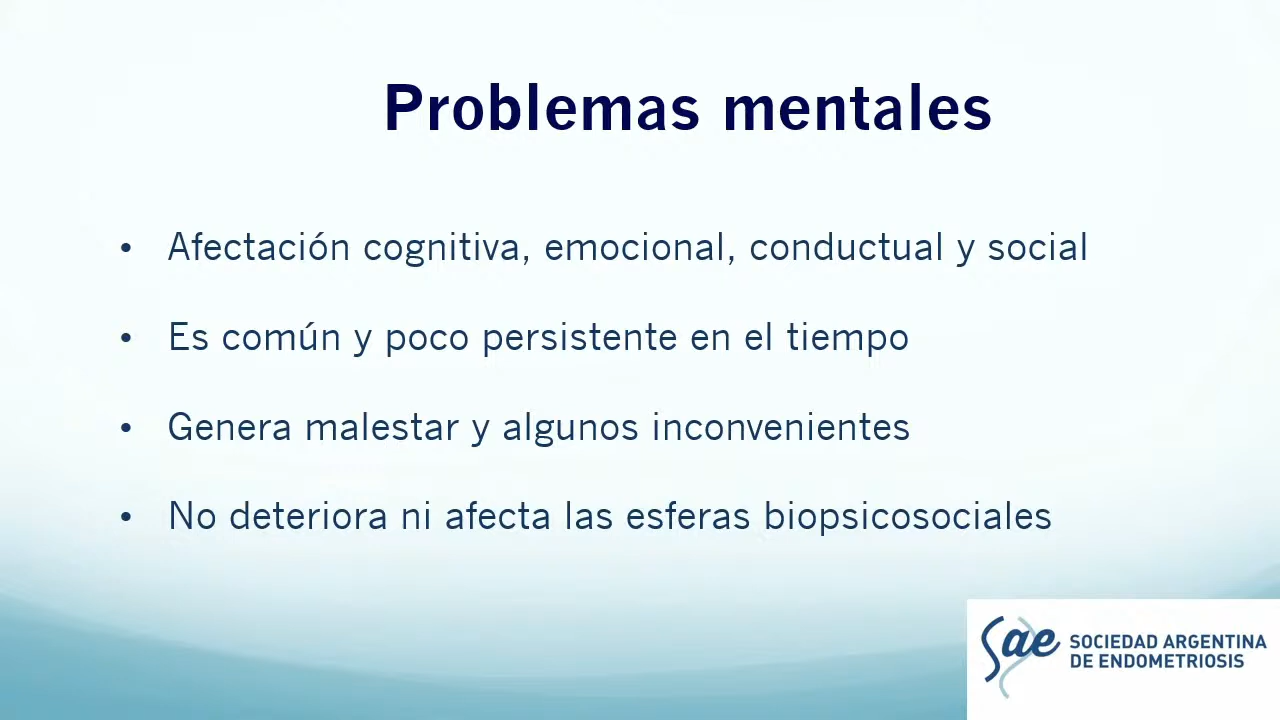 Problemas mentales
• Afectación cognitiva, emocional, conductual y social
• Es común y poco persistente en el tiempo
• Genera malestar y algunos inconvenientes
• No deteriora ni afecta las esferas biopsicosociales
Sae SOCIEDAD ARGENTINA
DE ENDOMETRIOSIS